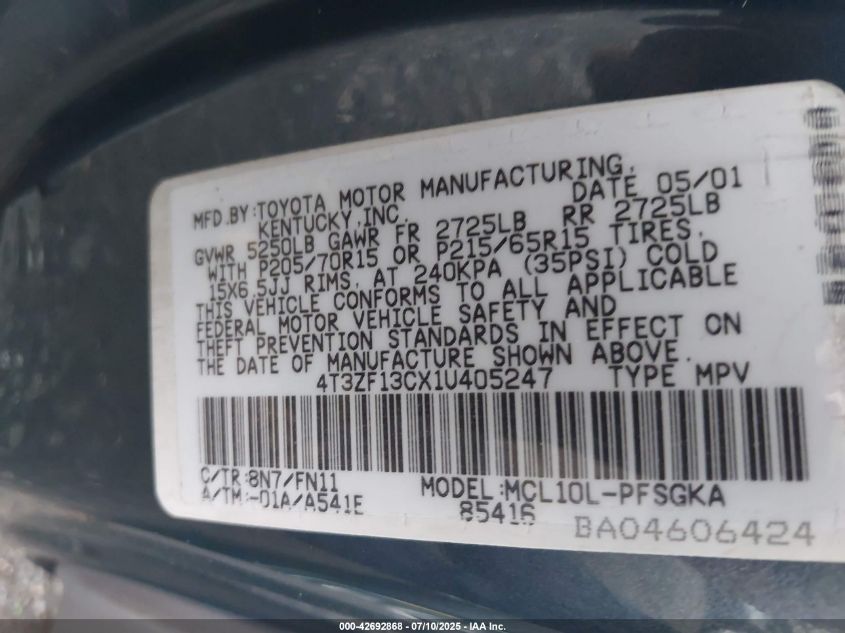 MFD.BY:TOYOTA MOTOR MANUFACTURING,
KENTUCKY,INC. DATE 05/01
GVWR 5250LB GAWR FR 2725LB RR 2725LB
WITH P205/70R15 OR P215/65R15 TIRES,
15X6.5JJ RIMS, AT 240KPA (35PSI) COLD
THIS VEHICLE CONFORMS TO ALL APPLICABLE
FEDERAL MOTOR VEHICLE SAFETY AND
THEFT PREVENTION STANDARDS IN EFFECT ON
THE DATE OF MANUFACTURE SHOWN ABOVE.
4T3ZF13CX1U405247 TYPE MPV
C/TR:8N7/FN11 MODEL:MCL10L-PFSGKA
A/TM:-01A/A541E 85416
BA04606424
000-42692868 - 07/10/2025 - IAA Inc.